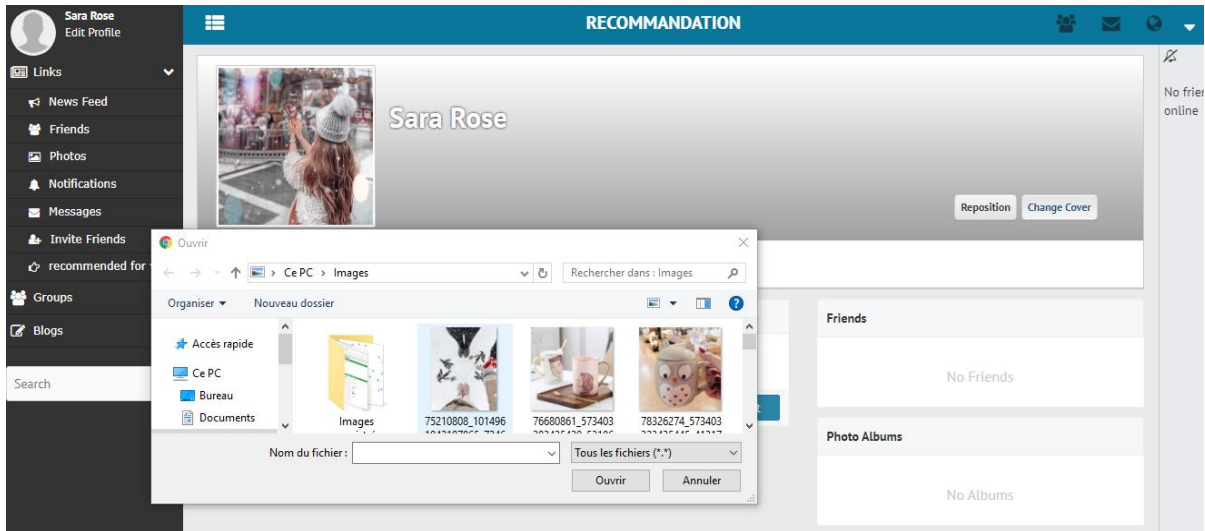 Sara Rose
Edit Profile
RECOMMANDATION
Links
News Feed
Friends
Photos
Notifications
Messages
Invite Friends
recommended for
Groups
Blogs
Search
Sara Rose
Reposition
Change Cover
online
Ouvrir
Ce PC › Images
Rechercher dans : Images
Organiser
Nouveau dossier
Accès rapide
Ce PC
Bureau
Documents
Images
75210808_101496
76680861_573403
78326274_573403
Nom du fichier :
Tous les fichiers (*.*)
Ouvrir
Annuler
Friends
No Friends
Photo Albums
No Albums
No frier